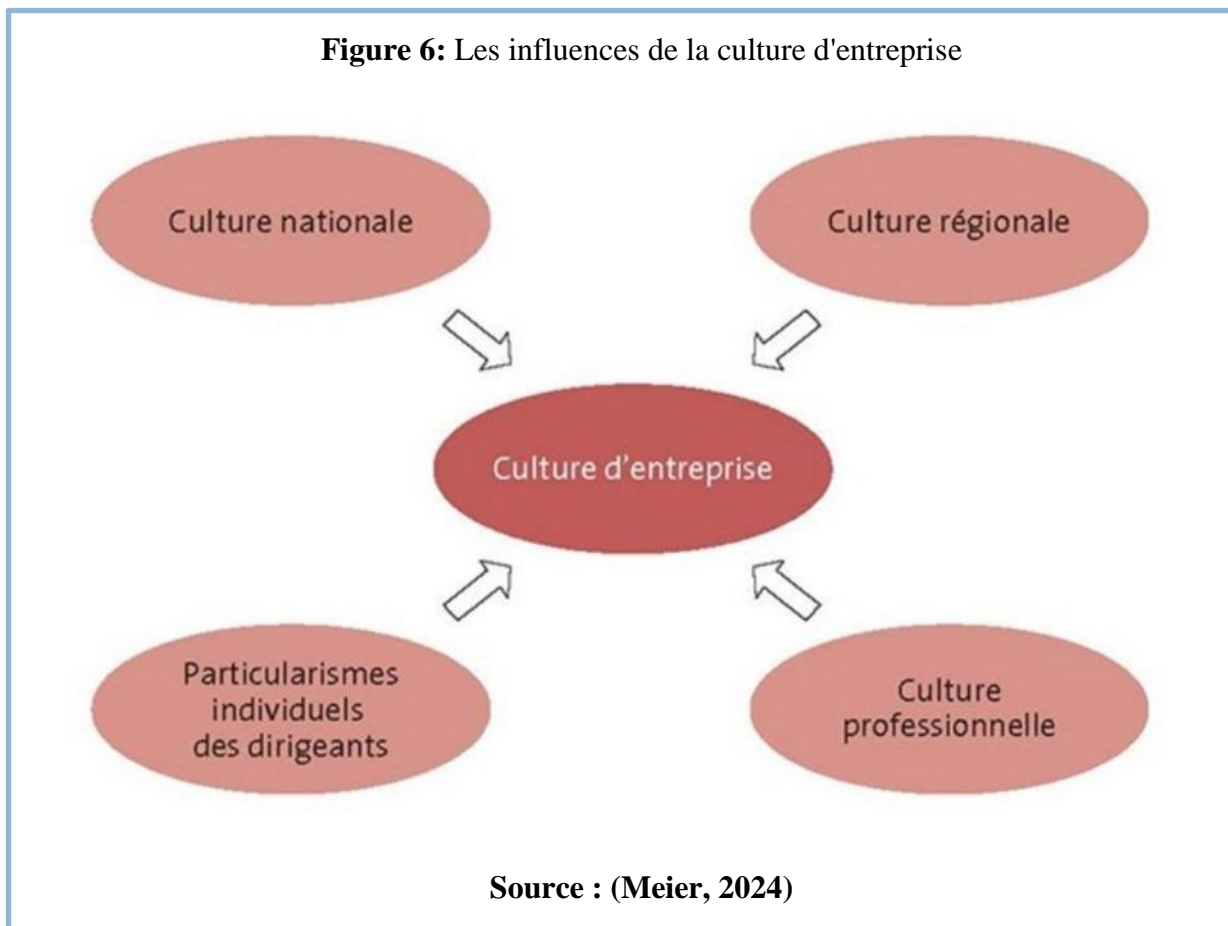 Figure 6: Les influences de la culture d'entreprise
Culture nationale
Culture régionale
Culture d'entreprise
Particularismes
individuels
des dirigeants
Culture
professionnelle
Source : (Meier, 2024)